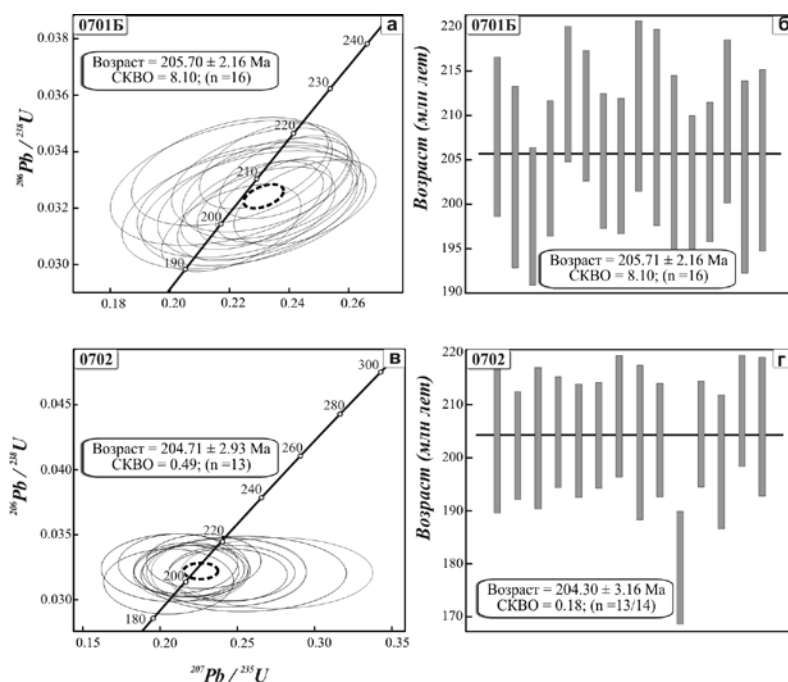 0701Б
а
Возраст = 205.70 ± 2.16 Ma
СКВО = 8.10; (n =16)
0.038
0.036
0.034
0.032
0.030
²⁰⁶Pb / ²³⁸U
240
230
220
210
200
190
0.18
0.20
0.22
0.24
0.26
0701Б
б
220
215
210
205
200
195
190
Возраст (млн лет)
Возраст = 205.71 ± 2.16 Ma
СКВО = 8.10; (n =16)
0702
в
Возраст = 204.71 ± 2.93 Ma
СКВО = 0.49; (n =13)
0.045
0.040
0.035
0.030
²⁰⁶Pb / ²³⁸U
300
280
260
240
220
200
180
0.15
0.20
0.25
0.30
0.35
²⁰⁷Pb / ²³⁵U
0702
г
220
210
200
190
180
170
Возраст (млн лет)
Возраст = 204.30 ± 3.16 Ma
СКВО = 0.18; (n =13/14)